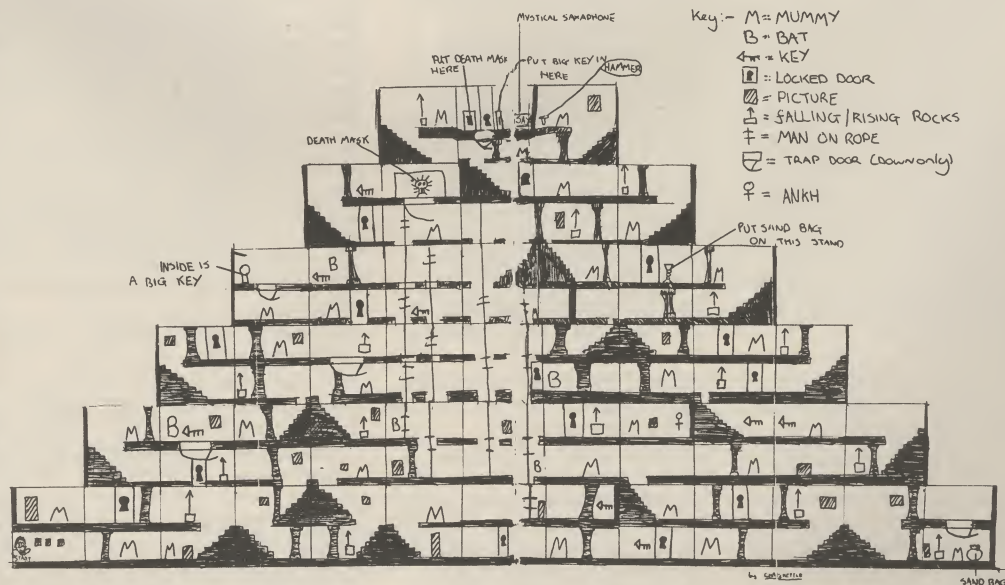 MYSTICAL SAXAPHONE
Key:- M = MUMMY
B = BAT
= KEY
= LOCKED DOOR
= PICTURE
= FALLING/RISING ROCKS
= MAN ON ROPE
= TRAP DOOR (Down only)
= ANKH
PUT DEATH MASK
HERE
PUT BIG KEY IN
HERE
HAMMER
M
SAX
M
M
DEATH MASK
M
M
M
PUT SAND BAG
ON THIS STAND
INSIDE IS
A BIG KEY
B
M
M
M
M
M
M
M
B
M
M
B
M
B
M
M
M
M
B
M
M
M
M
M
M
M
M
M
M
M
M
START
SAND BAG
by